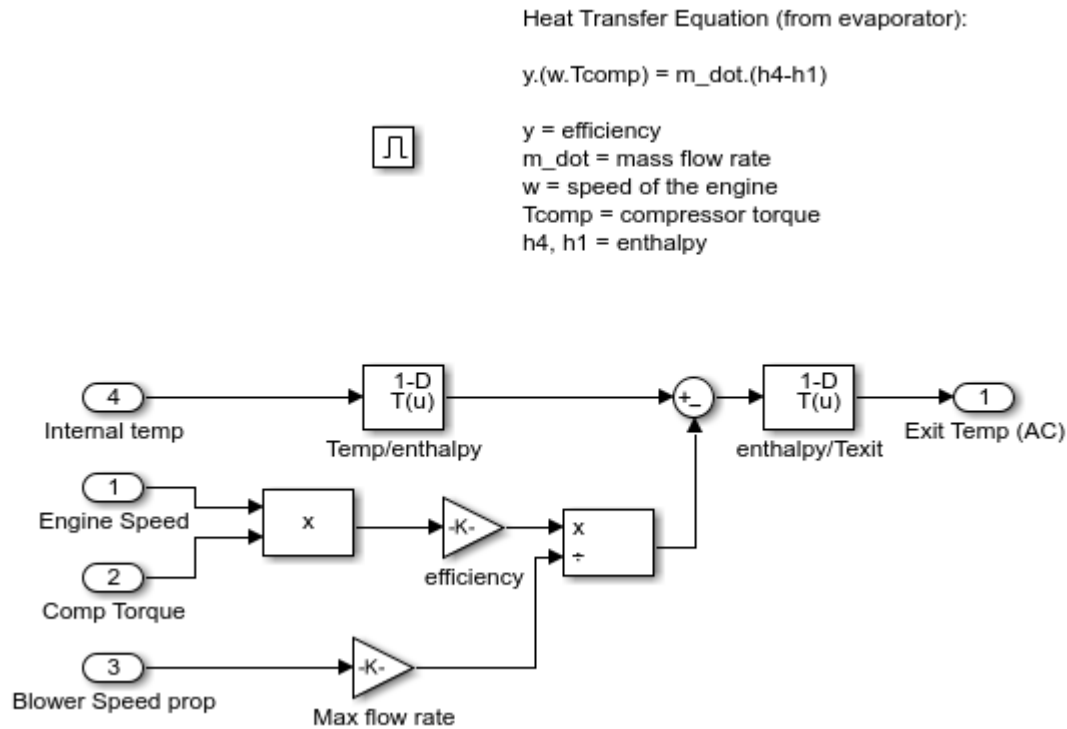 Heat Transfer Equation (from evaporator):
y.(w.Tcomp) = m_dot.(h4-h1)
y = efficiency
m_dot = mass flow rate
w = speed of the engine
Tcomp = compressor torque
h4, h1 = enthalpy
4
Internal temp
1-D
T(u)
Temp/enthalpy
+
-
1-D
T(u)
enthalpy/Texit
1
Exit Temp (AC)
1
Engine Speed
2
Comp Torque
x
-K-
efficiency
x
÷
3
Blower Speed prop
-K-
Max flow rate